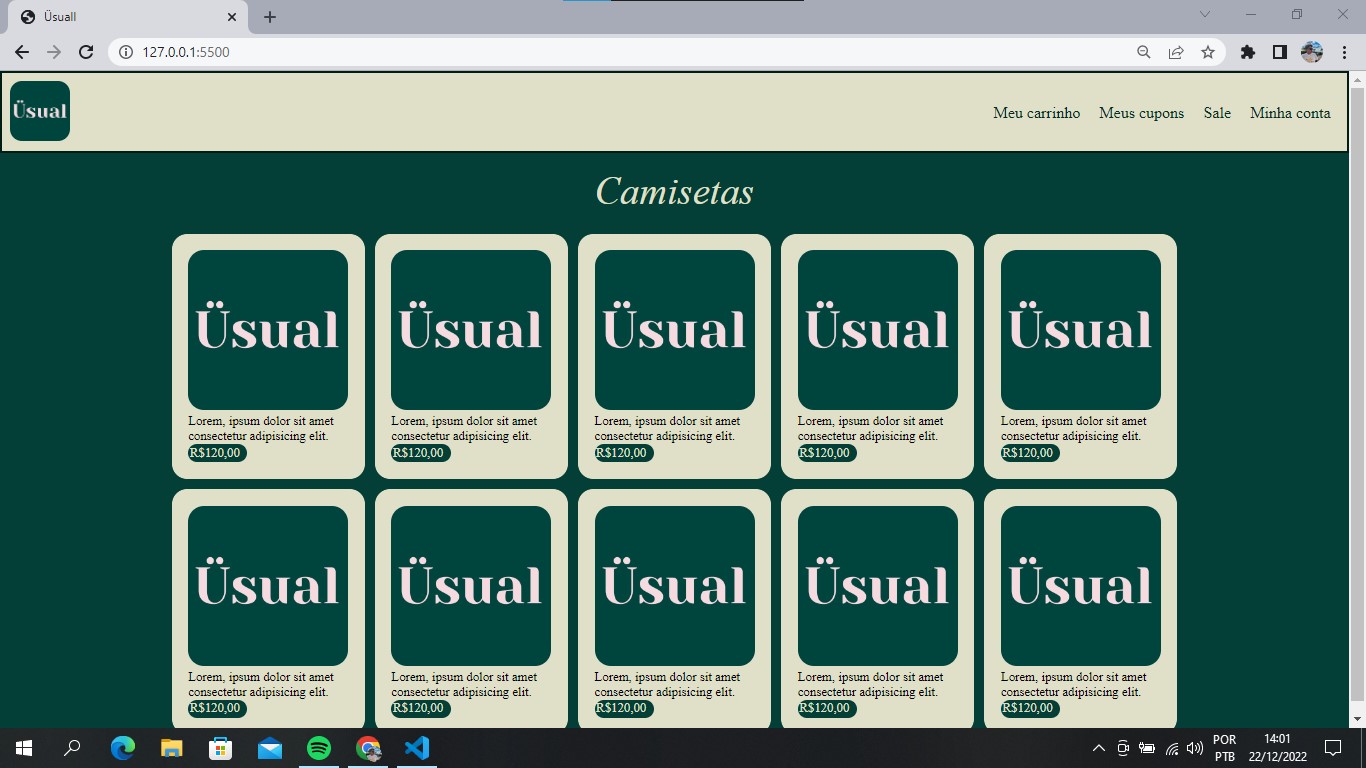 Üsuall
127.0.0.1:5500
Üsual
Meu carrinho Meus cupons Sale Minha conta
Camisetas
Üsual Üsual Üsual Üsual Üsual
Lorem, ipsum dolor sit amet Lorem, ipsum dolor sit amet Lorem, ipsum dolor sit amet Lorem, ipsum dolor sit amet Lorem, ipsum dolor sit amet
consectetur adipisicing elit. consectetur adipisicing elit. consectetur adipisicing elit. consectetur adipisicing elit. consectetur adipisicing elit.
R$120,00 R$120,00 R$120,00 R$120,00 R$120,00
Üsual Üsual Üsual Üsual Üsual
Lorem, ipsum dolor sit amet Lorem, ipsum dolor sit amet Lorem, ipsum dolor sit amet Lorem, ipsum dolor sit amet Lorem, ipsum dolor sit amet
consectetur adipisicing elit. consectetur adipisicing elit. consectetur adipisicing elit. consectetur adipisicing elit. consectetur adipisicing elit.
R$120,00 R$120,00 R$120,00 R$120,00 R$120,00
POR 14:01
PTB 22/12/2022